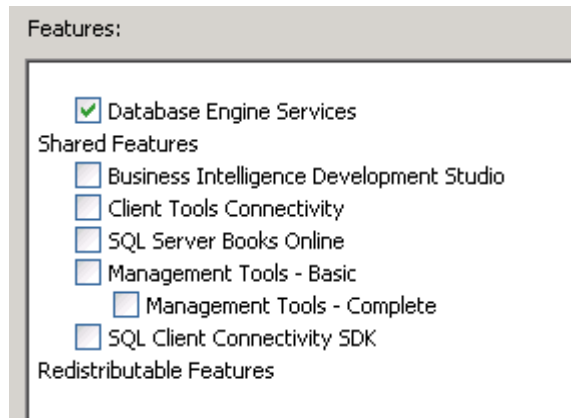 Features:
Database Engine Services
Shared Features
Business Intelligence Development Studio
Client Tools Connectivity
SQL Server Books Online
Management Tools - Basic
Management Tools - Complete
SQL Client Connectivity SDK
Redistributable Features